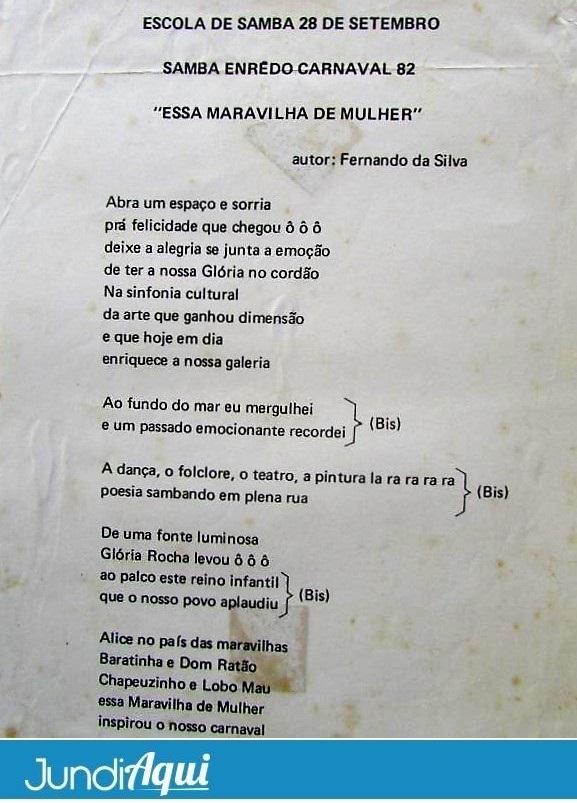 ESCOLA DE SAMBA 28 DE SETEMBRO
SAMBA ENRÊDO CARNAVAL 82
"ESSA MARAVILHA DE MULHER"
autor: Fernando da Silva
Abra um espaço e sorria
prá felicidade que chegou ô ô ô
deixe a alegria se junta a emoção
de ter a nossa Glória no cordão
Na sinfonia cultural
da arte que ganhou dimensão
e que hoje em dia
enriquece a nossa galeria
Ao fundo do mar eu mergulhei
e um passado emocionante recordei
(Bis)
A dança, o folclore, o teatro, a pintura la ra ra ra ra
poesia sambando em plena rua
(Bis)
De uma fonte luminosa
Glória Rocha levou ô ô ô
ao palco este reino infantil
que o nosso povo aplaudiu
(Bis)
Alice no país das maravilhas
Baratinha e Dom Ratão
Chapeuzinho e Lobo Mau
essa Maravilha de Mulher
inspirou o nosso carnaval
JundiAqui